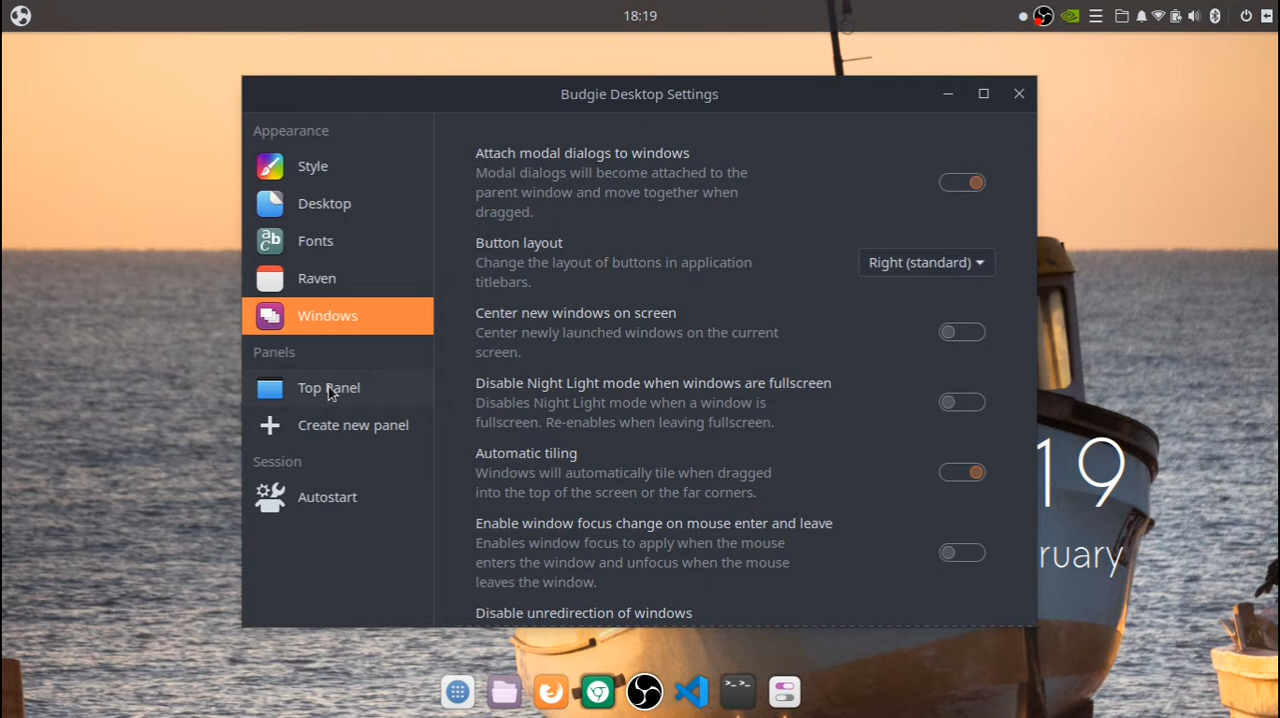 18:19
Budgie Desktop Settings
Appearance
Style
Desktop
Fonts
Raven
Windows
Panels
Top Panel
Create new panel
Session
Autostart
Attach modal dialogs to windows
Modal dialogs will become attached to the
parent window and move together when
dragged.
Button layout
Change the layout of buttons in application
titlebars.
Right (standard)
Center new windows on screen
Center newly launched windows on the current
screen.
Disable Night Light mode when windows are fullscreen
Disables Night Light mode when a window is
fullscreen. Re-enables when leaving fullscreen.
Automatic tiling
Windows will automatically tile when dragged
into the top of the screen or the far corners.
Enable window focus change on mouse enter and leave
Enables window focus to apply when the mouse
enters the window and unfocus when the mouse
leaves the window.
Disable unredirection of windows
19
ruary